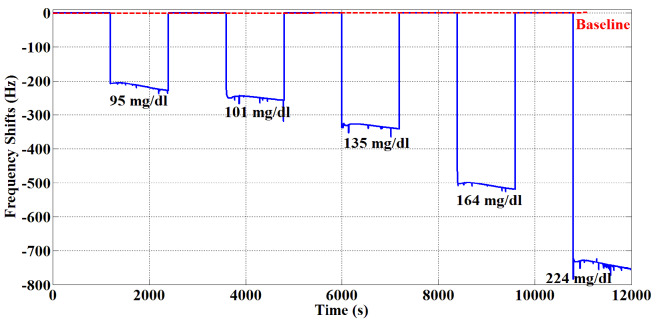 0
Baseline
-100
-200
95 mg/dl
101 mg/dl
-300
135 mg/dl
-400
-500
164 mg/dl
-600
-700
224 mg/dl
-800
0 2000 4000 6000 8000 10000 12000
Time (s)
Frequency Shifts (Hz)